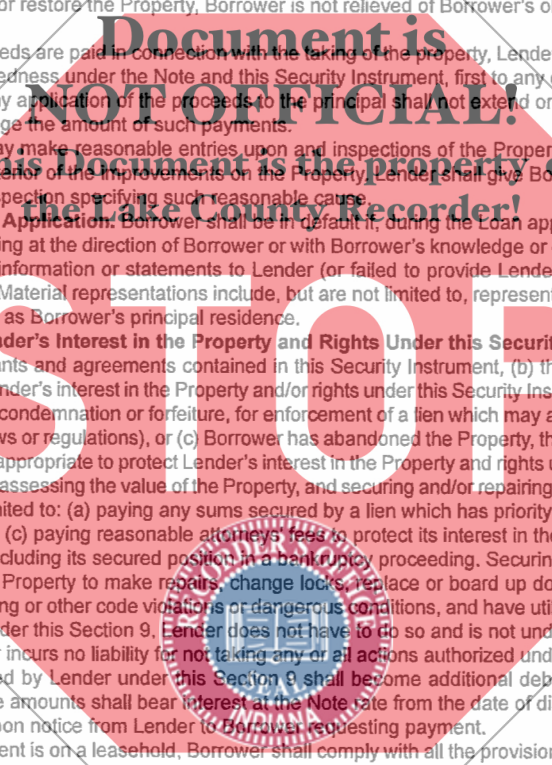 or restore the Property, Borrower is not relieved of Borrower's o
Document is
eds are paid in connection with the taking of the property, Lende
edness under the Note and this Security Instrument, first to any
NOT OFFICIAL!
y application of the proceeds to the principal shall not extend or
ge the amount of such payments.
ay make reasonable entries upon and inspections of the Proper
This Document is the property of
erior of the improvements on the Property, Lender shall give Bo
spection specifying such reasonable cause.
the Lake County Recorder!
Application. Borrower shall be in default if, during the Loan app
ing at the direction of Borrower or with Borrower's knowledge or
information or statements to Lender (or failed to provide Lende
Material representations include, but are not limited to, represent
as Borrower's principal residence.
STOP
nder's Interest in the Property and Rights Under this Securit
ants and agreements contained in this Security Instrument, (b) th
nder's interest in the Property and/or rights under this Security Ins
condemnation or forfeiture, for enforcement of a lien which may a
ws or regulations), or (c) Borrower has abandoned the Property, th
appropriate to protect Lender's interest in the Property and rights u
assessing the value of the Property, and securing and/or repairing
nited to: (a) paying any sums secured by a lien which has priority
(c) paying reasonable attorneys' fees to protect its interest in the
cluding its secured position in a bankruptcy proceeding. Securin
Property to make repairs, change locks, replace or board up do
ng or other code violations or dangerous conditions, and have util
der this Section 9, Lender does not have to do so and is not und
r incurs no liability for not taking any or all actions authorized und
ed by Lender under this Section 9 shall become additional deb
e amounts shall bear interest at the Note rate from the date of di
pon notice from Lender to Borrower requesting payment.
ent is on a leasehold, Borrower shall comply with all the provision
RECORDER'S OFFICE
SEAL
INDIANA